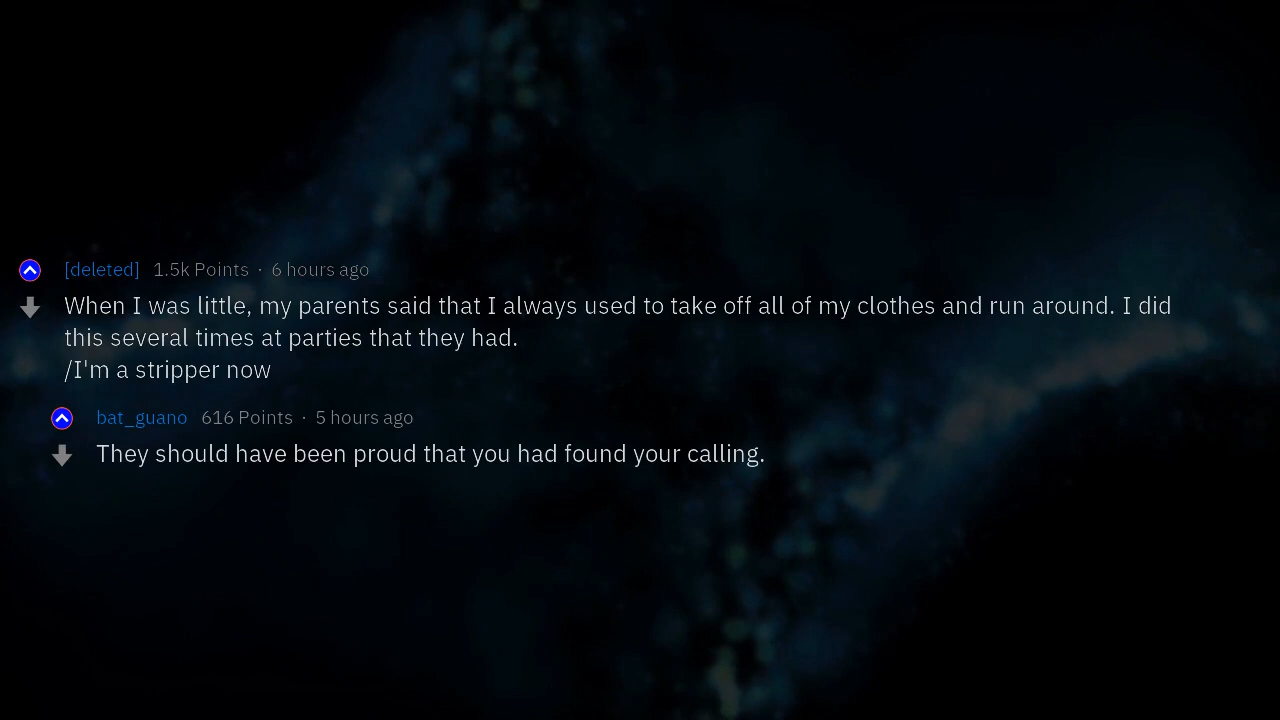 [deleted] 1.5k Points · 6 hours ago
When I was little, my parents said that I always used to take off all of my clothes and run around. I did
this several times at parties that they had.
/I'm a stripper now
bat_guano 616 Points · 5 hours ago
They should have been proud that you had found your calling.